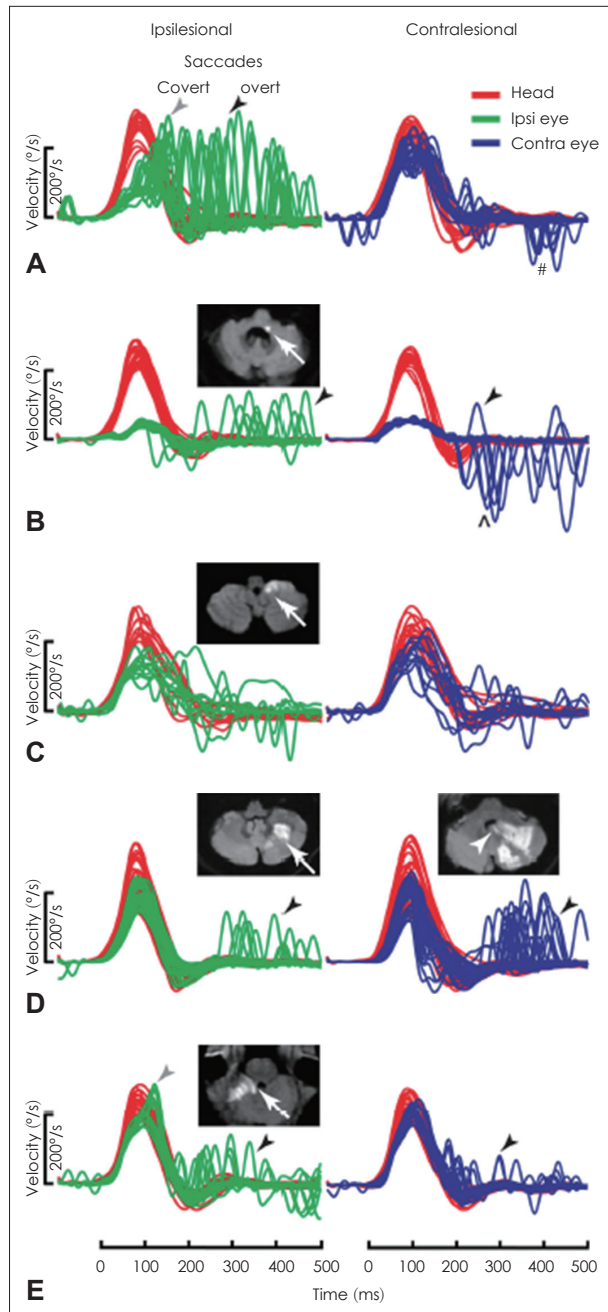 Ipsilesional Contralesional
Saccades
Covert overt
Head
Ipsi eye
Contra eye
Velocity (°/s)
200°/s
#
A
Velocity (°/s)
200°/s
^
B
Velocity (°/s)
200°/s
C
Velocity (°/s)
200°/s
D
Velocity (°/s)
200°/s
0 100 200 300 400 500 0 100 200 300 400 500
Time (ms)
E